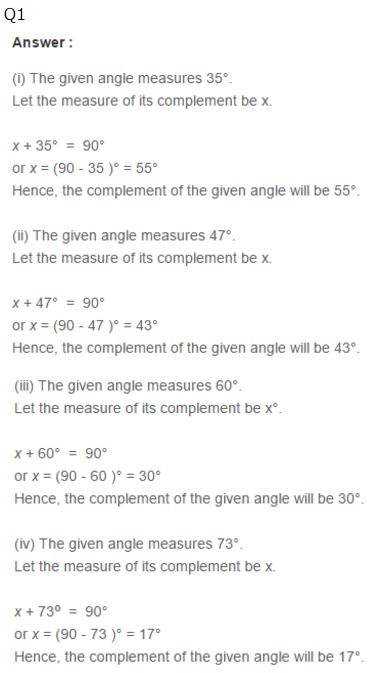 Q1
Answer :
(i) The given angle measures 35°.
Let the measure of its complement be x.
x + 35° = 90°
or x = (90 - 35 )° = 55°
Hence, the complement of the given angle will be 55°.
(ii) The given angle measures 47°.
Let the measure of its complement be x.
x + 47° = 90°
or x = (90 - 47 )° = 43°
Hence, the complement of the given angle will be 43°.
(iii) The given angle measures 60°.
Let the measure of its complement be x°.
x + 60° = 90°
or x = (90 - 60 )° = 30°
Hence, the complement of the given angle will be 30°.
(iv) The given angle measures 73°.
Let the measure of its complement be x.
x + 73º = 90°
or x = (90 - 73 )° = 17°
Hence, the complement of the given angle will be 17°.